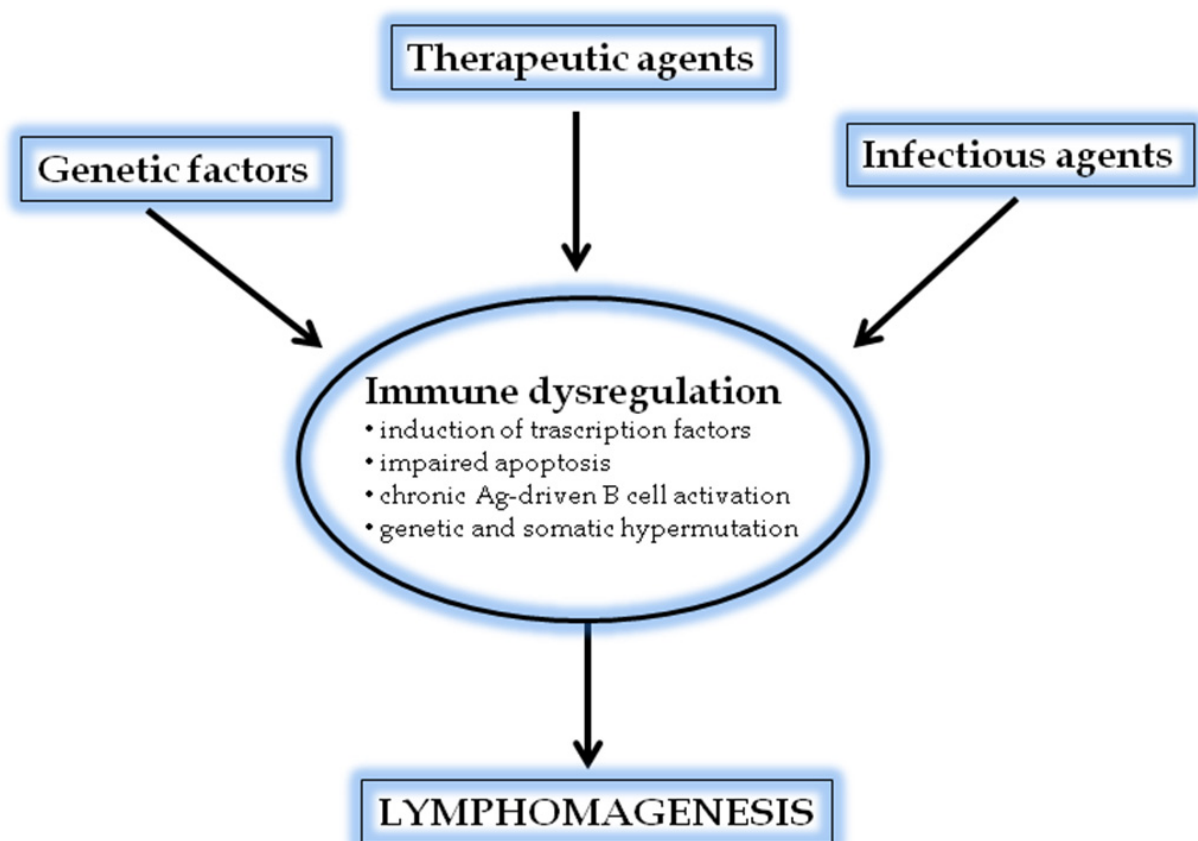 Therapeutic agents
Genetic factors
Infectious agents
Immune dysregulation
• induction of trascription factors
• impaired apoptosis
• chronic Ag-driven B cell activation
• genetic and somatic hypermutation
LYMPHOMAGENESIS